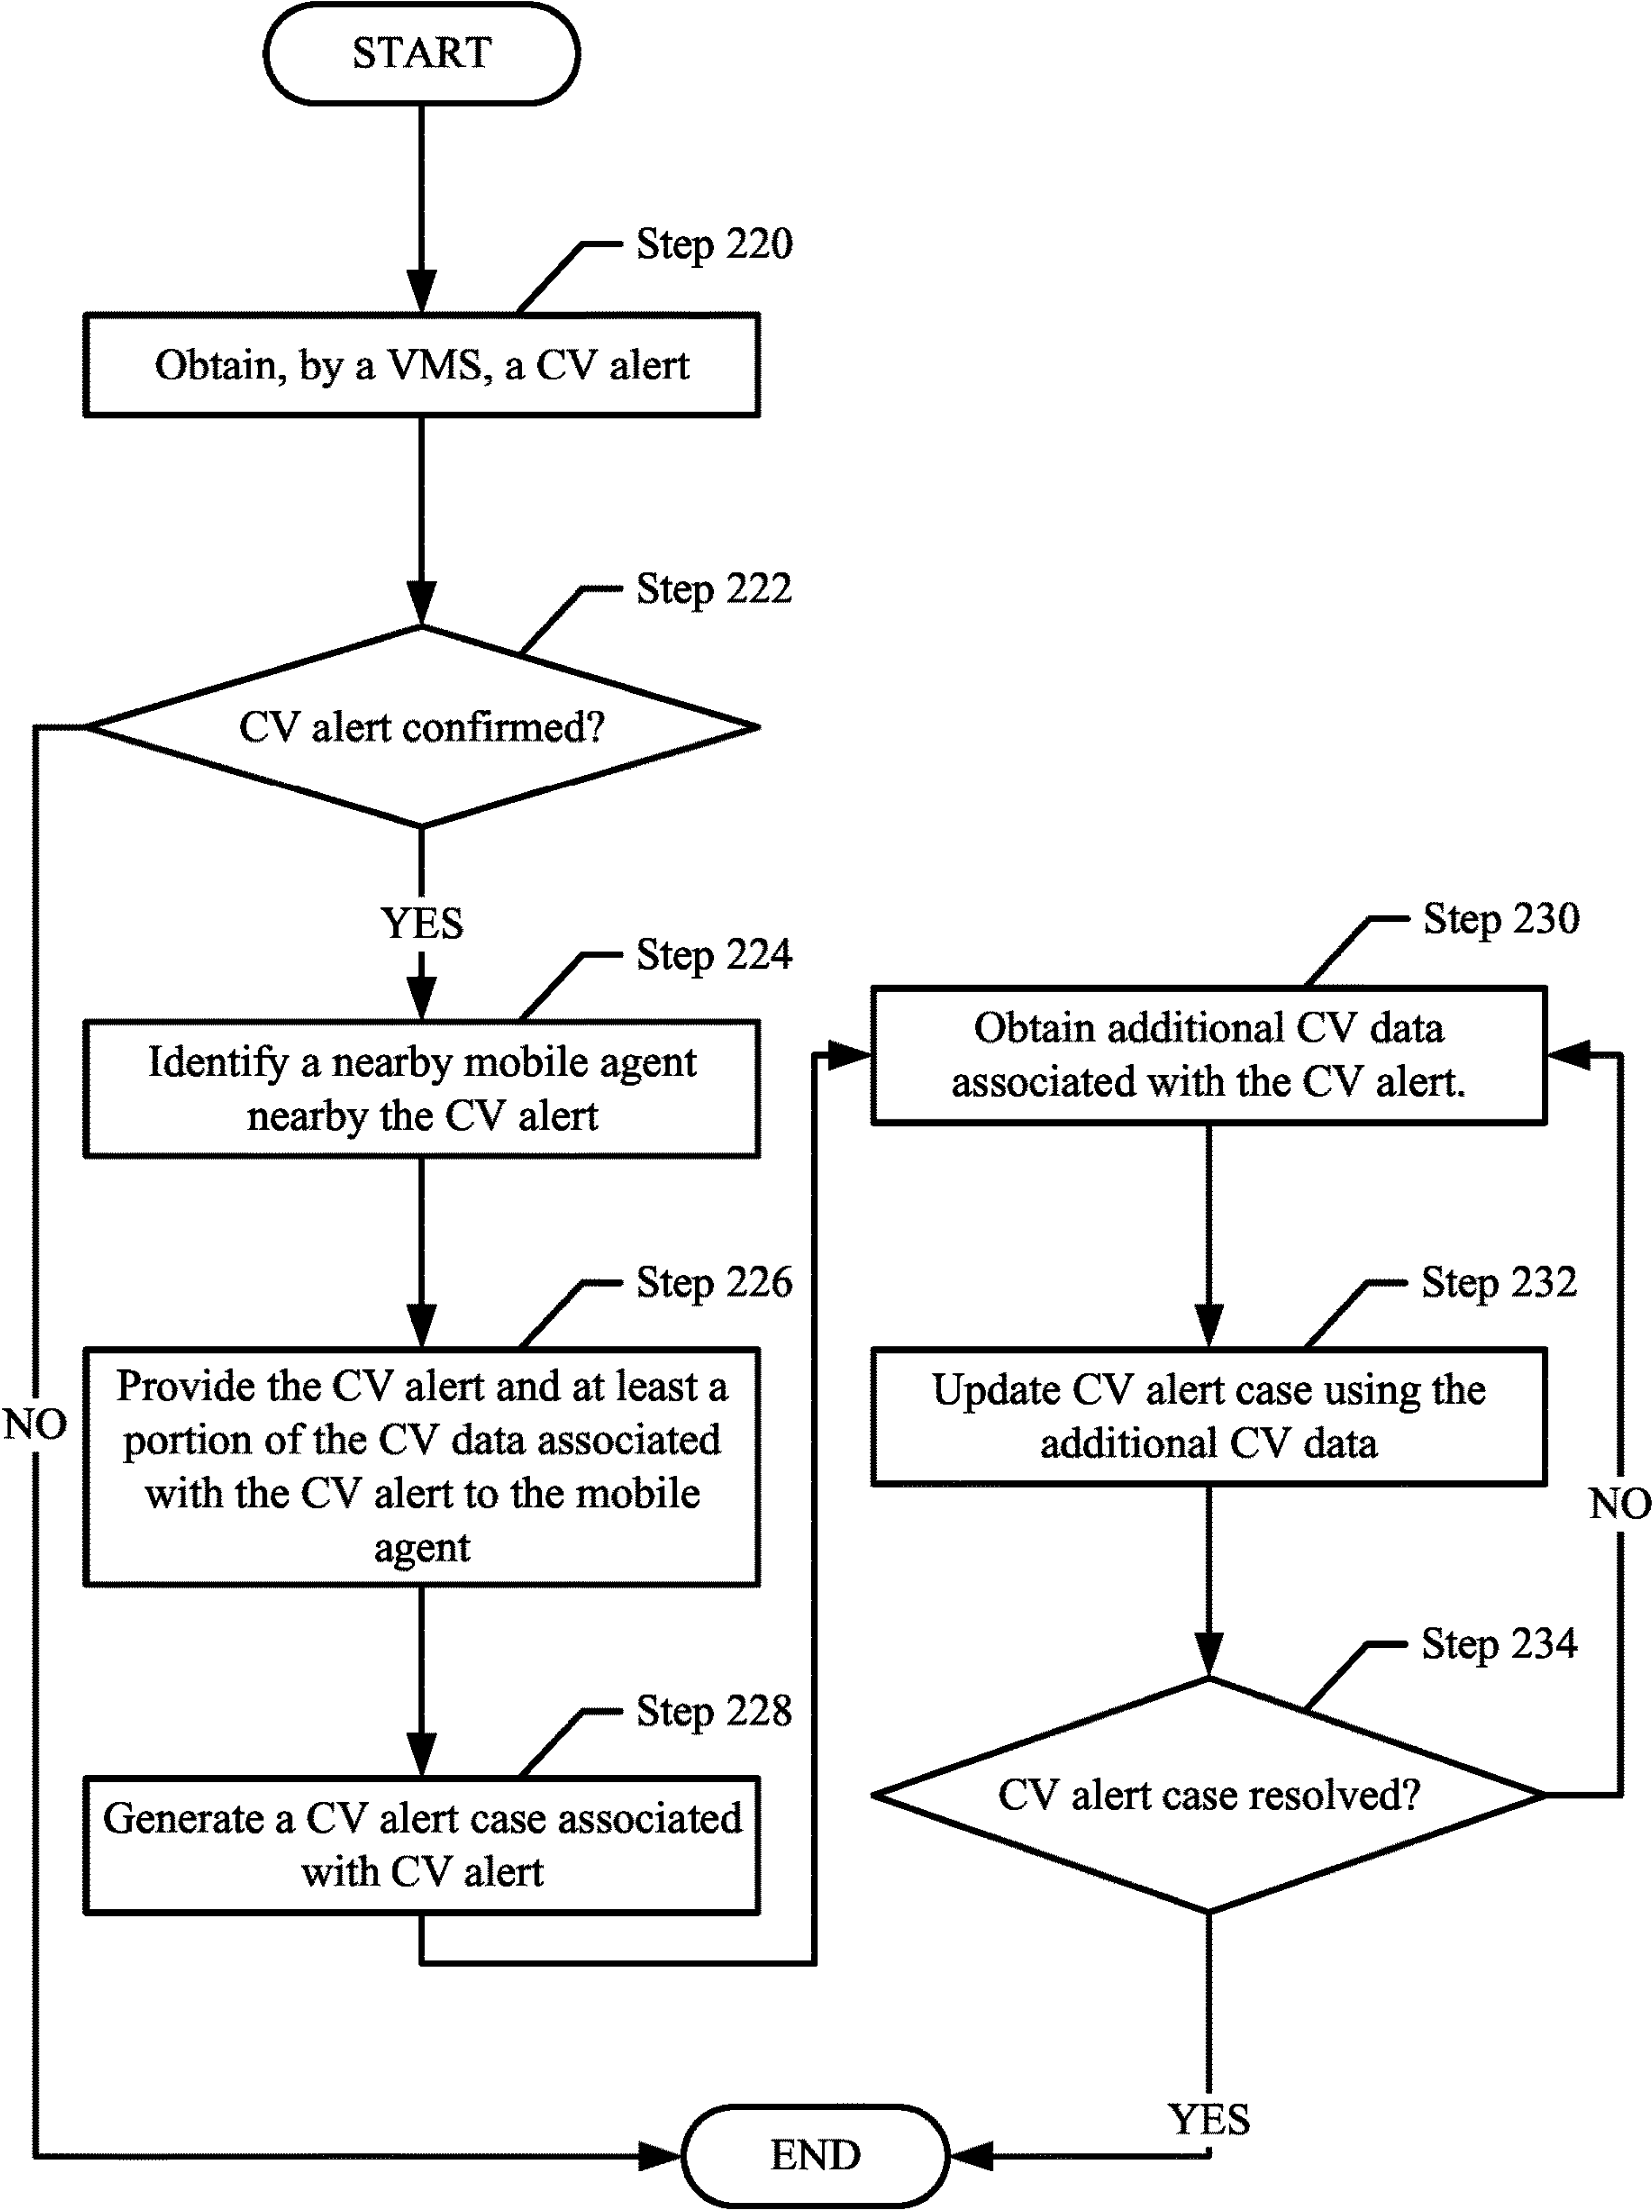 START
Step 220
Obtain, by a VMS, a CV alert
Step 222
CV alert confirmed?
YES
NO
Step 224
Identify a nearby mobile agent
nearby the CV alert
Step 226
Provide the CV alert and at least a
portion of the CV data associated
with the CV alert to the mobile
agent
Step 228
Generate a CV alert case associated
with CV alert
Step 230
Obtain additional CV data
associated with the CV alert.
Step 232
Update CV alert case using the
additional CV data
NO
Step 234
CV alert case resolved?
YES
END